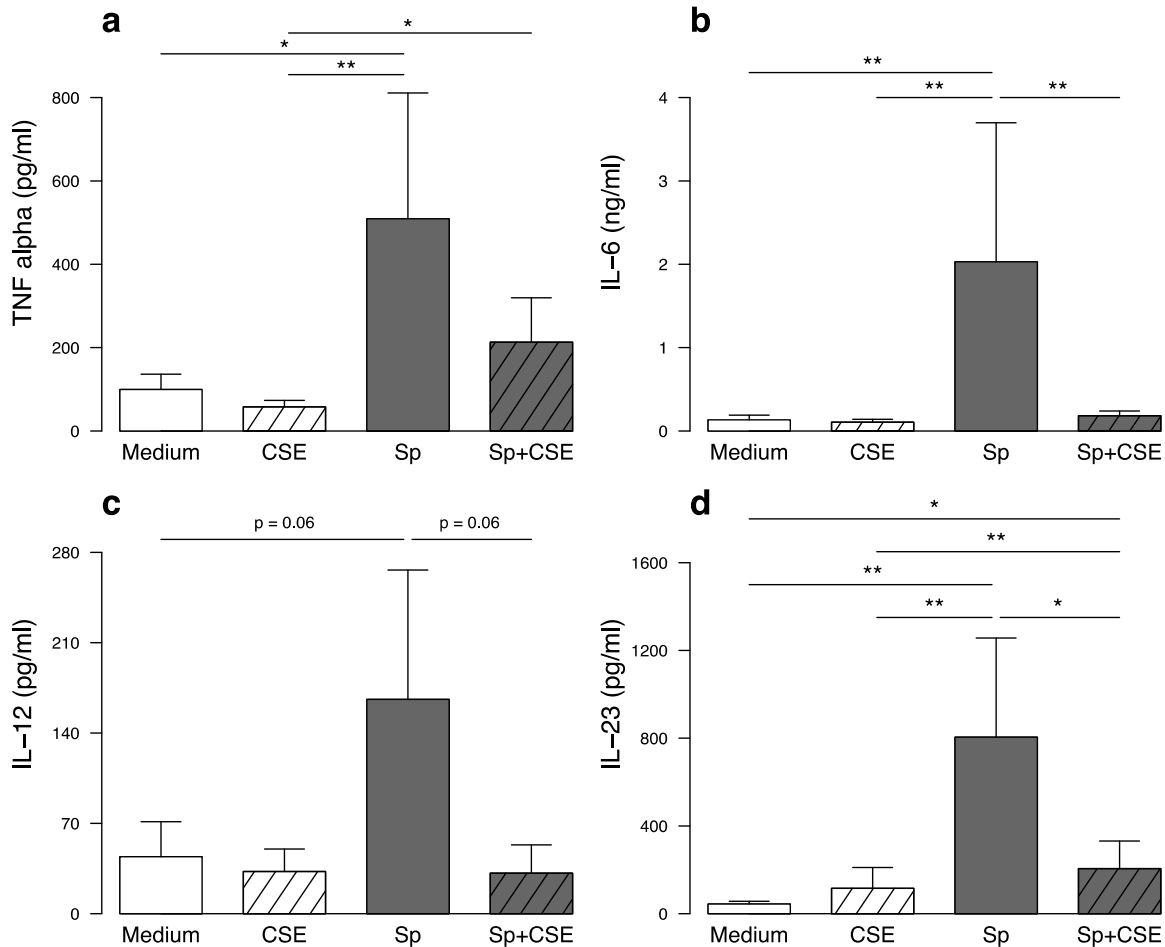 a
*
*
**
TNF alpha (pg/ml)
800
600
400
200
0
Medium CSE Sp Sp+CSE
b
**
** **
IL−6 (ng/ml)
4
3
2
1
0
Medium CSE Sp Sp+CSE
c
p = 0.06 p = 0.06
IL−12 (pg/ml)
280
210
140
70
0
Medium CSE Sp Sp+CSE
d
*
**
**
** *
IL−23 (pg/ml)
1600
1200
800
400
0
Medium CSE Sp Sp+CSE